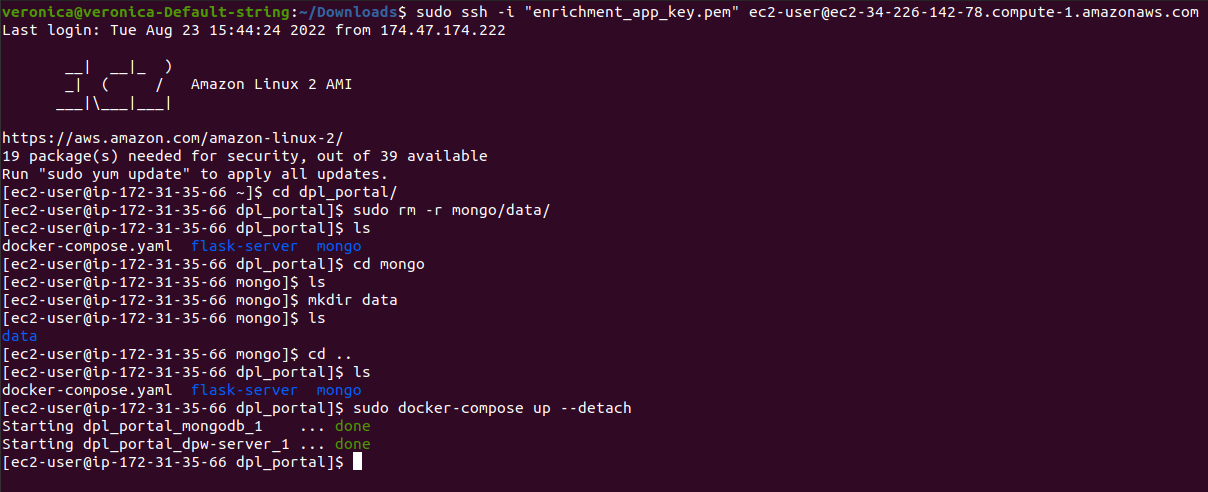 veronica@veronica-Default-string:~/Downloads$ sudo ssh -i "enrichment_app_key.pem" ec2-user@ec2-34-226-142-78.compute-1.amazonaws.com
Last login: Tue Aug 23 15:44:24 2022 from 174.47.174.222
       __|  __|_  )
       _|  (     /   Amazon Linux 2 AMI
      ___|\___|___|
https://aws.amazon.com/amazon-linux-2/
19 package(s) needed for security, out of 39 available
Run "sudo yum update" to apply all updates.
[ec2-user@ip-172-31-35-66 ~]$ cd dpl_portal/
[ec2-user@ip-172-31-35-66 dpl_portal]$ sudo rm -r mongo/data/
[ec2-user@ip-172-31-35-66 dpl_portal]$ ls
docker-compose.yaml  flask-server  mongo
[ec2-user@ip-172-31-35-66 dpl_portal]$ cd mongo
[ec2-user@ip-172-31-35-66 mongo]$ ls
[ec2-user@ip-172-31-35-66 mongo]$ mkdir data
[ec2-user@ip-172-31-35-66 mongo]$ ls
data
[ec2-user@ip-172-31-35-66 mongo]$ cd ..
[ec2-user@ip-172-31-35-66 dpl_portal]$ ls
docker-compose.yaml  flask-server  mongo
[ec2-user@ip-172-31-35-66 dpl_portal]$ sudo docker-compose up --detach
Starting dpl_portal_mongodb_1    ... done
Starting dpl_portal_dpw-server_1 ... done
[ec2-user@ip-172-31-35-66 dpl_portal]$